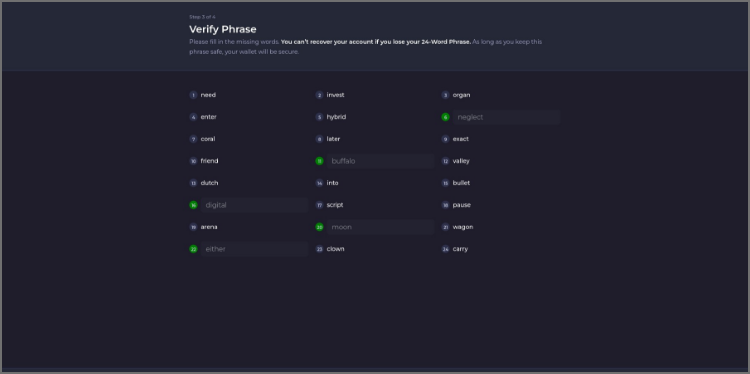 Step 3 of 4
Verify Phrase
Please fill in the missing words. You can't recover your account if you lose your 24-Word Phrase. As long as you keep this
phrase safe, your wallet will be secure.
1 need 2 invest 3 organ
4 enter 5 hybrid 6 neglect
7 coral 8 later 9 exact
10 friend 11 buffalo 12 valley
13 dutch 14 into 15 bullet
16 digital 17 script 18 pause
19 arena 20 moon 21 wagon
22 either 23 clown 24 carry